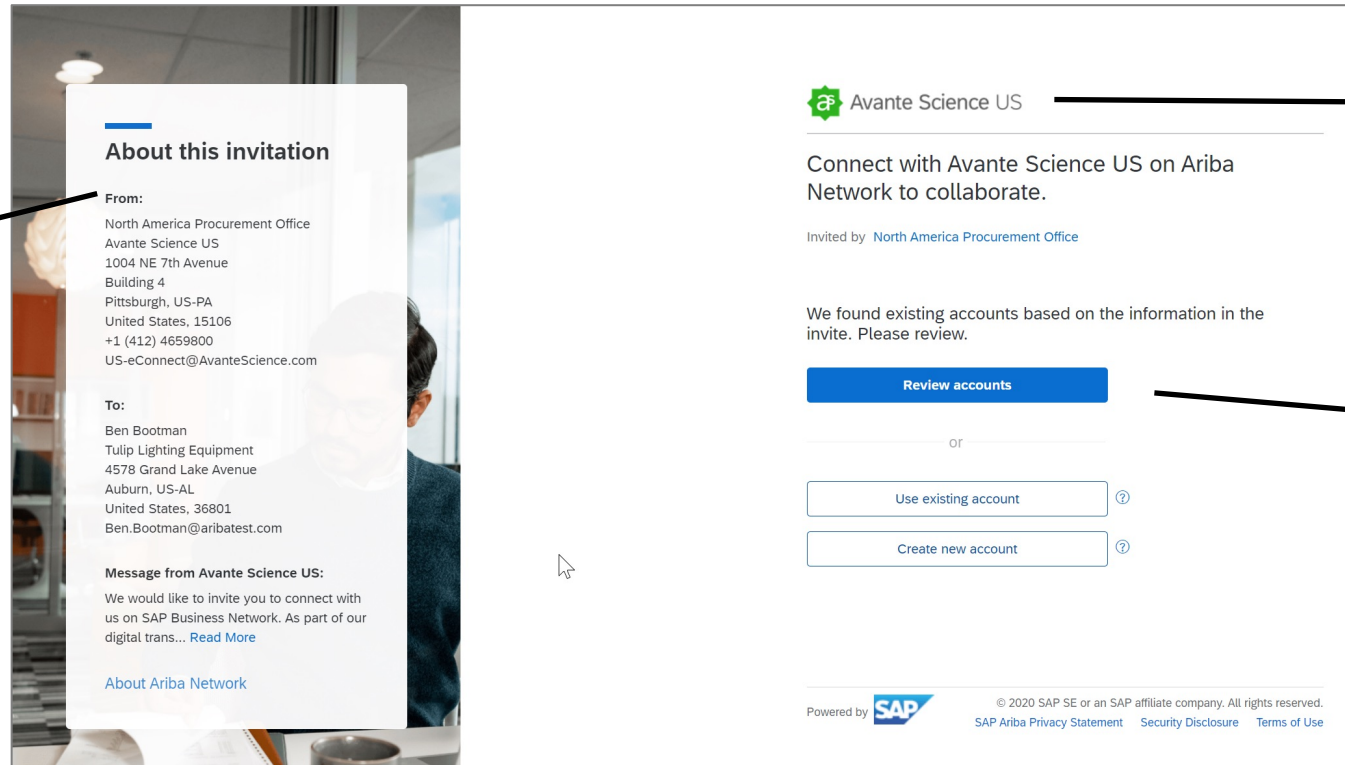 About this invitation
From:
North America Procurement Office
Avante Science US
1004 NE 7th Avenue
Building 4
Pittsburgh, US-PA
United States, 15106
+1 (412) 4659800
US-eConnect@AvanteScience.com
To:
Ben Bootman
Tulip Lighting Equipment
4578 Grand Lake Avenue
Auburn, US-AL
United States, 36801
Ben.Bootman@aribatest.com
Message from Avante Science US:
We would like to invite you to connect with
us on SAP Business Network. As part of our
digital trans... Read More
About Ariba Network
Avante Science US
Connect with Avante Science US on Ariba
Network to collaborate.
Invited by North America Procurement Office
We found existing accounts based on the information in the
invite. Please review.
Review accounts
or
Use existing account ?
Create new account ?
Powered by SAP
© 2020 SAP SE or an SAP affiliate company. All rights reserved.
SAP Ariba Privacy Statement Security Disclosure Terms of Use